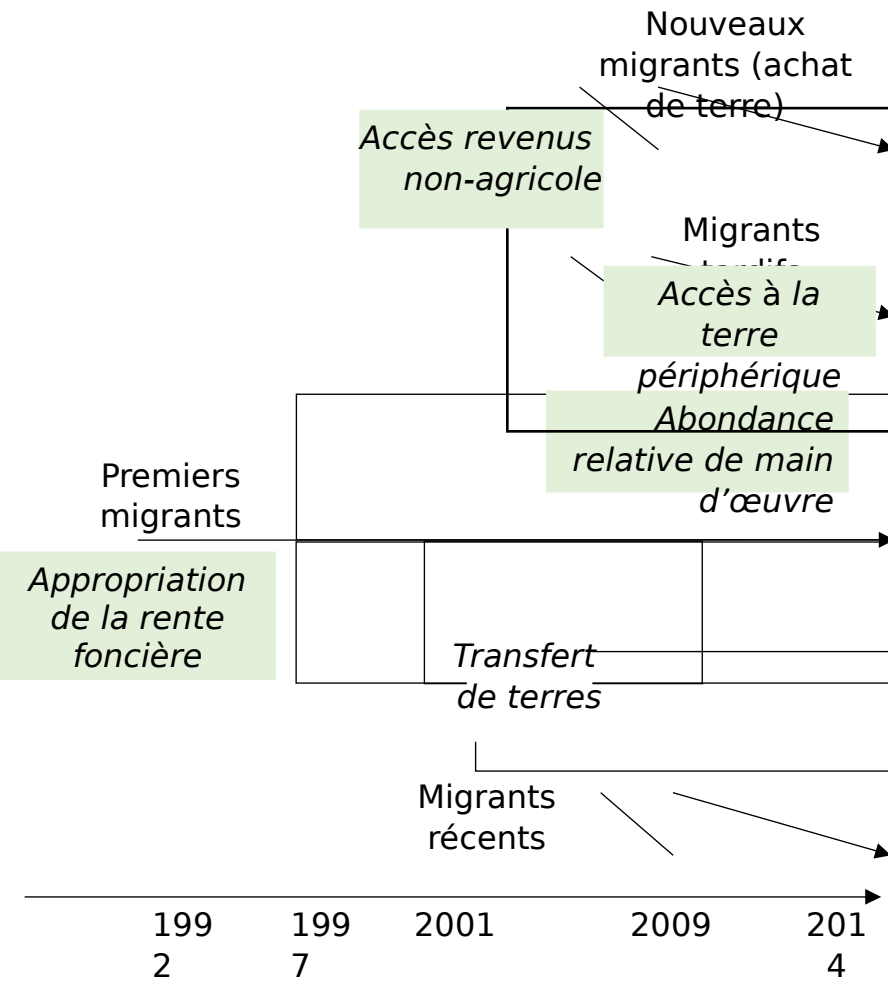 Nouveaux
migrants (achat
de terre)
Accès revenus
non-agricole
Migrants
tardifs
Accès à la
terre
périphérique
Abondance
relative de main
d’œuvre
Premiers
migrants
Appropriation
de la rente
foncière
Transfert
de terres
Migrants
récents
199
2
199
7
2001
2009
201
4